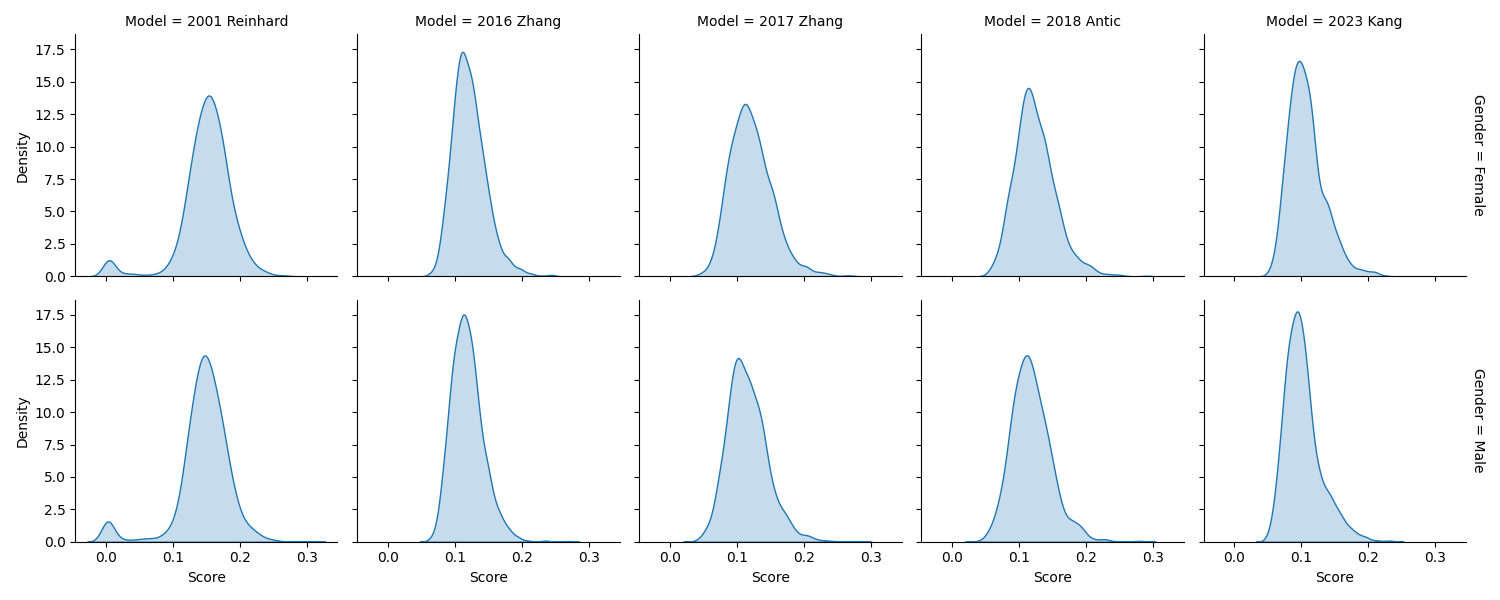 Model = 2001 Reinhard
Model = 2016 Zhang
Model = 2017 Zhang
Model = 2018 Antic
Model = 2023 Kang
17.5
15.0
12.5
10.0
7.5
5.0
2.5
0.0
Density
Gender = Female
17.5
15.0
12.5
10.0
7.5
5.0
2.5
0.0
Density
Gender = Male
0.0 0.1 0.2 0.3
0.0 0.1 0.2 0.3
0.0 0.1 0.2 0.3
0.0 0.1 0.2 0.3
0.0 0.1 0.2 0.3
Score
Score
Score
Score
Score